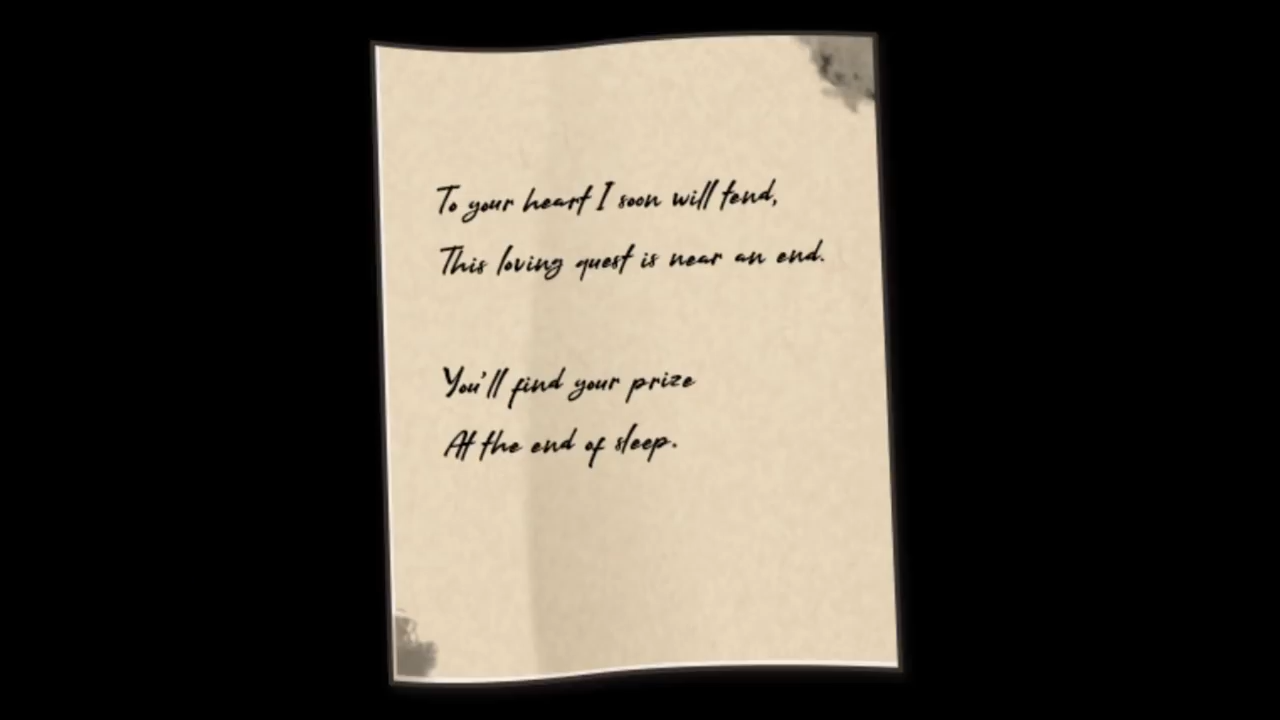 To your heart I soon will tend,
This loving quest is near an end.
You'll find your prize
At the end of sleep.